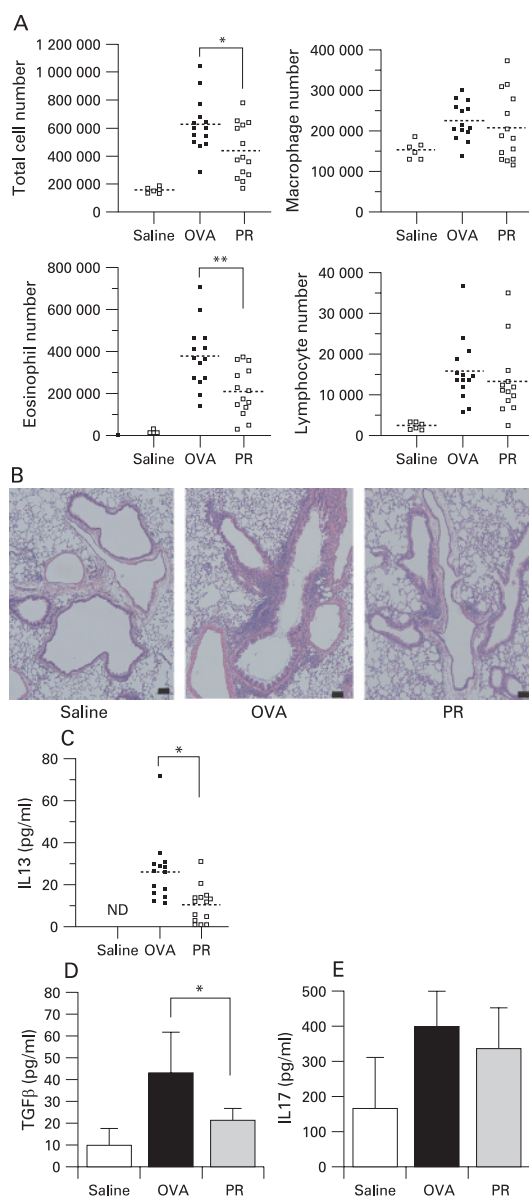 A
Total cell number
1 200 000
1 000 000
800 000
600 000
400 000
200 000
0
*
Saline OVA PR
Macrophage number
400 000
300 000
200 000
100 000
0
Saline OVA PR
Eosinophil number
800 000
600 000
400 000
200 000
0
**
Saline OVA PR
Lymphocyte number
40 000
30 000
20 000
10 000
0
Saline OVA PR
B
Saline OVA PR
C
IL13 (pg/ml)
80
60
40
20
0
*
ND
Saline OVA PR
D
TGFβ (pg/ml)
80
70
60
50
40
30
20
10
0
*
Saline OVA PR
E
IL17 (pg/ml)
500
400
300
200
100
00
Saline OVA PR